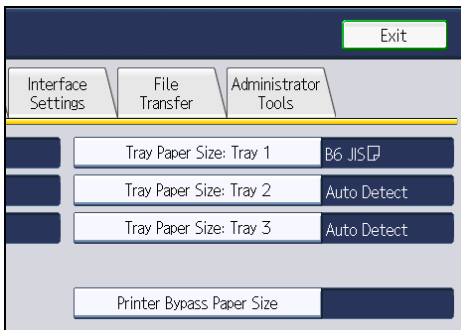 Exit
Interface
Settings
File
Transfer
Administrator
Tools
Tray Paper Size: Tray 1
B6 JIS
Tray Paper Size: Tray 2
Auto Detect
Tray Paper Size: Tray 3
Auto Detect
Printer Bypass Paper Size